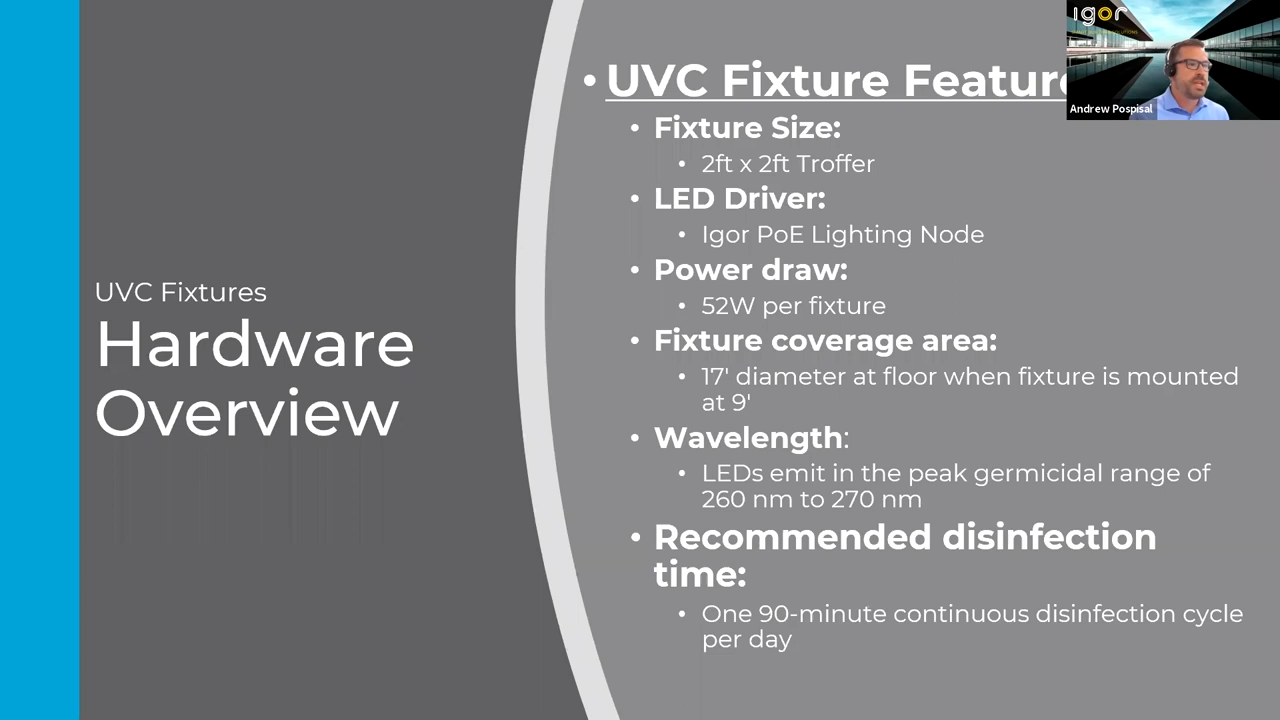 igor
Andrew Pospisal
UVC Fixtures
Hardware
Overview
• UVC Fixture Feature
• Fixture Size:
• 2ft x 2ft Troffer
• LED Driver:
• Igor PoE Lighting Node
• Power draw:
• 52W per fixture
• Fixture coverage area:
• 17' diameter at floor when fixture is mounted
at 9'
• Wavelength:
• LEDs emit in the peak germicidal range of
260 nm to 270 nm
• Recommended disinfection
time:
• One 90-minute continuous disinfection cycle
per day